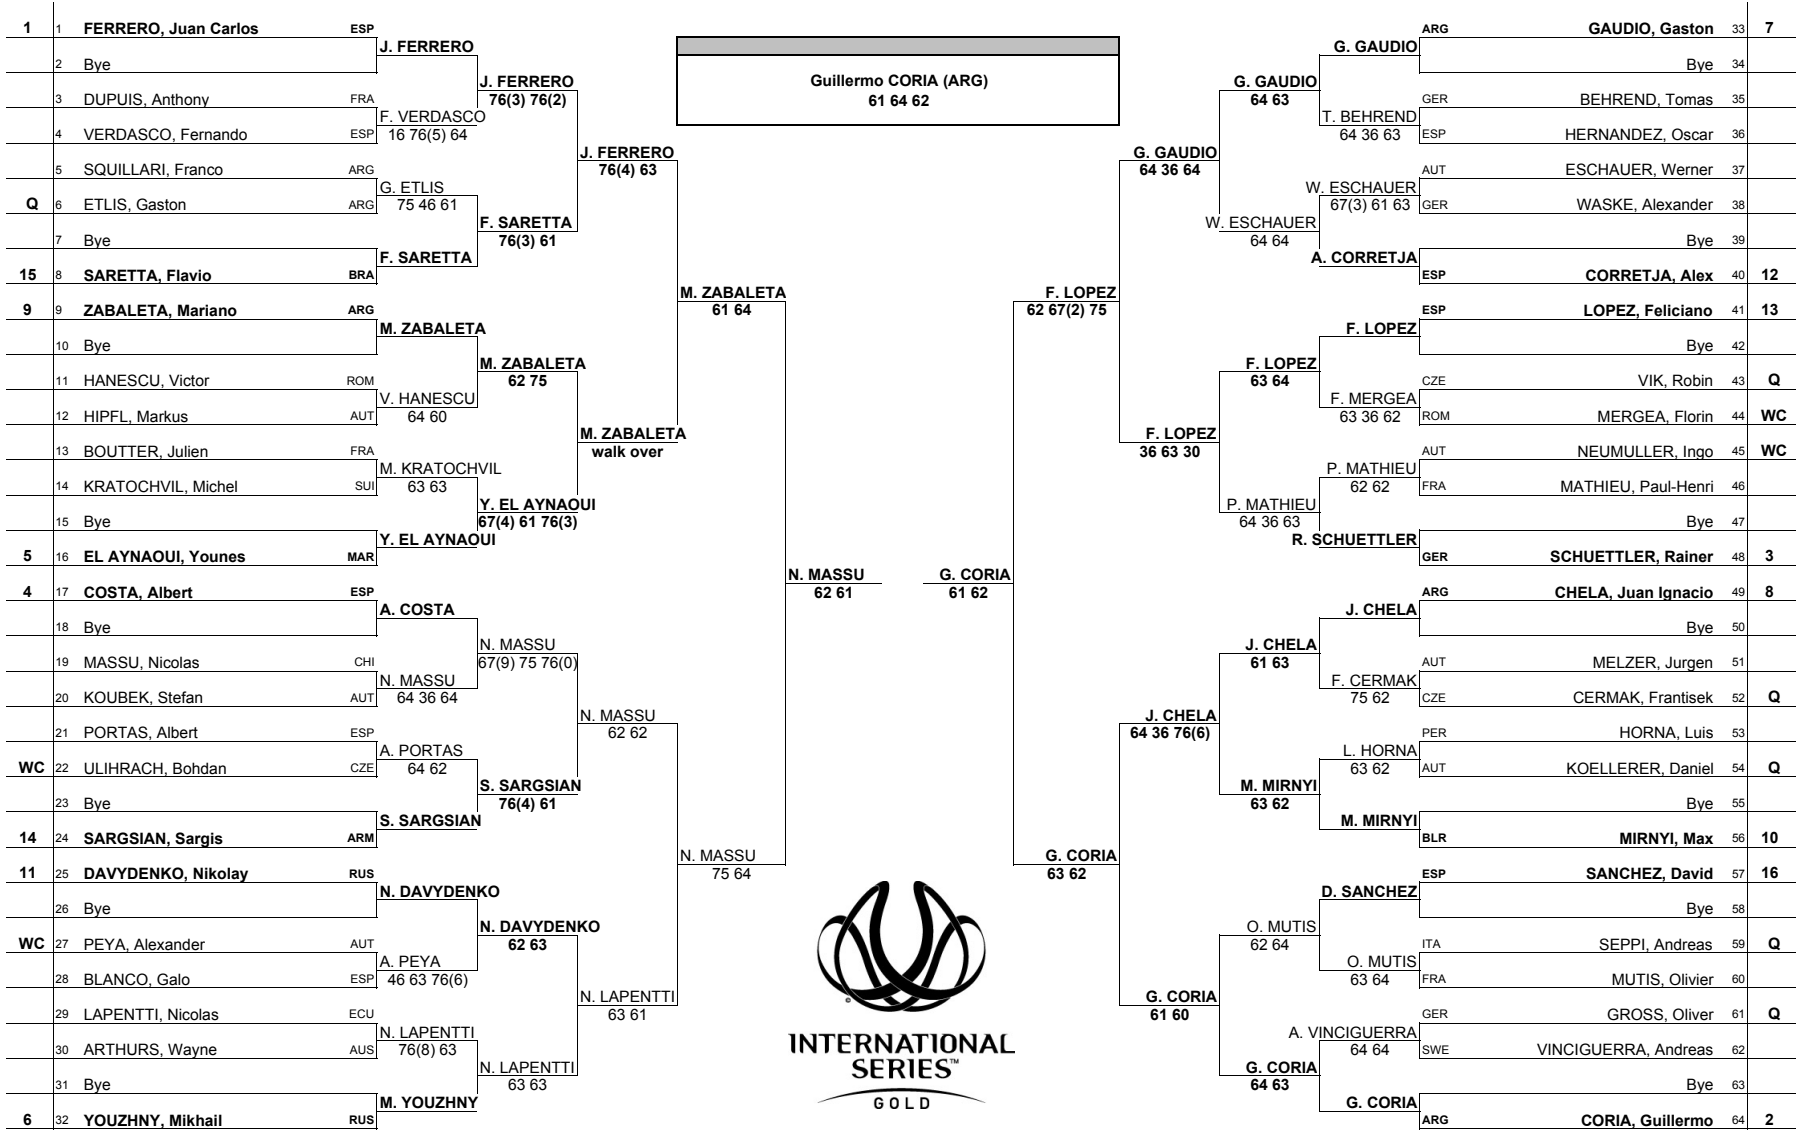 1 1 FERRERO, Juan Carlos ESP
J. FERRERO
2 Bye
J. FERRERO
76(3) 76(2)
3 DUPUIS, Anthony FRA
F. VERDASCO
16 76(5) 64
4 VERDASCO, Fernando ESP
J. FERRERO
76(4) 63
5 SQUILLARI, Franco ARG
G. ETLIS
75 46 61
Q 6 ETLIS, Gaston ARG
F. SARETTA
76(3) 61
7 Bye
F. SARETTA
15 8 SARETTA, Flavio BRA
M. ZABALETA
61 64
9 9 ZABALETA, Mariano ARG
M. ZABALETA
10 Bye
M. ZABALETA
62 75
11 HANESCU, Victor ROM
V. HANESCU
64 60
12 HIPFL, Markus AUT
M. ZABALETA
walk over
13 BOUTTER, Julien FRA
M. KRATOCHVIL
63 63
14 KRATOCHVIL, Michel SUI
Y. EL AYNAOUI
67(4) 61 76(3)
15 Bye
Y. EL AYNAOUI
5 16 EL AYNAOUI, Younes MAR
N. MASSU
62 61
4 17 COSTA, Albert ESP
A. COSTA
18 Bye
N. MASSU
67(9) 75 76(0)
19 MASSU, Nicolas CHI
N. MASSU
64 36 64
20 KOUBEK, Stefan AUT
N. MASSU
62 62
21 PORTAS, Albert ESP
A. PORTAS
64 62
WC 22 ULIHRACH, Bohdan CZE
S. SARGSIAN
76(4) 61
23 Bye
S. SARGSIAN
14 24 SARGSIAN, Sargis ARM
N. MASSU
75 64
11 25 DAVYDENKO, Nikolay RUS
N. DAVYDENKO
26 Bye
N. DAVYDENKO
62 63
WC 27 PEYA, Alexander AUT
A. PEYA
46 63 76(6)
28 BLANCO, Galo ESP
N. LAPENTTI
63 61
29 LAPENTTI, Nicolas ECU
N. LAPENTTI
76(8) 63
30 ARTHURS, Wayne AUS
N. LAPENTTI
63 63
31 Bye
M. YOUZHNY
6 32 YOUZHNY, Mikhail RUS
Guillermo CORIA (ARG)
61 64 62
ARG GAUDIO, Gaston 33 7
G. GAUDIO
Bye 34
G. GAUDIO
64 63
GER BEHREND, Tomas 35
T. BEHREND
64 36 63
ESP HERNANDEZ, Oscar 36
G. GAUDIO
64 36 64
AUT ESCHAUER, Werner 37
W. ESCHAUER
67(3) 61 63
GER WASKE, Alexander 38
W. ESCHAUER
64 64
Bye 39
A. CORRETJA
ESP CORRETJA, Alex 40 12
F. LOPEZ
62 67(2) 75
ESP LOPEZ, Feliciano 41 13
F. LOPEZ
Bye 42
F. LOPEZ
63 64
CZE VIK, Robin 43 Q
F. MERGEA
63 36 62
ROM MERGEA, Florin 44 WC
F. LOPEZ
36 63 30
AUT NEUMULLER, Ingo 45 WC
P. MATHIEU
62 62
FRA MATHIEU, Paul-Henri 46
P. MATHIEU
64 36 63
Bye 47
R. SCHUETTLER
GER SCHUETTLER, Rainer 48 3
G. CORIA
61 62
ARG CHELA, Juan Ignacio 49 8
J. CHELA
Bye 50
J. CHELA
61 63
AUT MELZER, Jurgen 51
F. CERMAK
75 62
CZE CERMAK, Frantisek 52 Q
J. CHELA
64 36 76(6)
PER HORNA, Luis 53
L. HORNA
63 62
AUT KOELLERER, Daniel 54 Q
M. MIRNYI
63 62
Bye 55
M. MIRNYI
BLR MIRNYI, Max 56 10
G. CORIA
63 62
ESP SANCHEZ, David 57 16
D. SANCHEZ
Bye 58
O. MUTIS
62 64
ITA SEPPI, Andreas 59 Q
O. MUTIS
63 64
FRA MUTIS, Olivier 60
G. CORIA
61 60
GER GROSS, Oliver 61 Q
A. VINCIGUERRA
64 64
SWE VINCIGUERRA, Andreas 62
G. CORIA
64 63
Bye 63
G. CORIA
ARG CORIA, Guillermo 64 2
INTERNATIONAL
SERIES™
GOLD